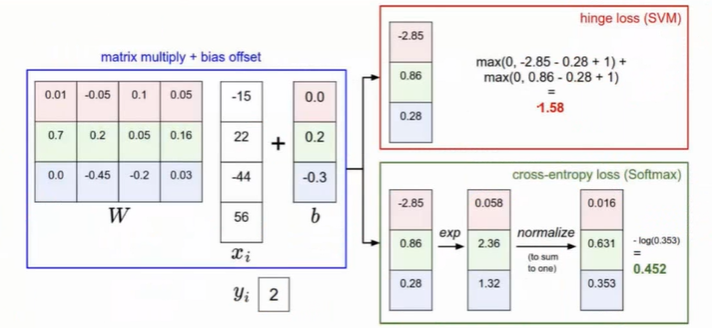 matrix multiply + bias offset
0.01 -0.05 0.1 0.05
0.7 0.2 0.05 0.16
0.0 -0.45 -0.2 0.03
W
-15
22
-44
56
xi
+
0.0
0.2
-0.3
b
yi 2
hinge loss (SVM)
-2.85
0.86
0.28
max(0, -2.85 - 0.28 + 1) +
max(0, 0.86 - 0.28 + 1)
=
1.58
cross-entropy loss (Softmax)
-2.85
0.86
0.28
exp
0.058
2.36
1.32
normalize
(to sum
to one)
0.016
0.631
0.353
- log(0.353)
=
0.452